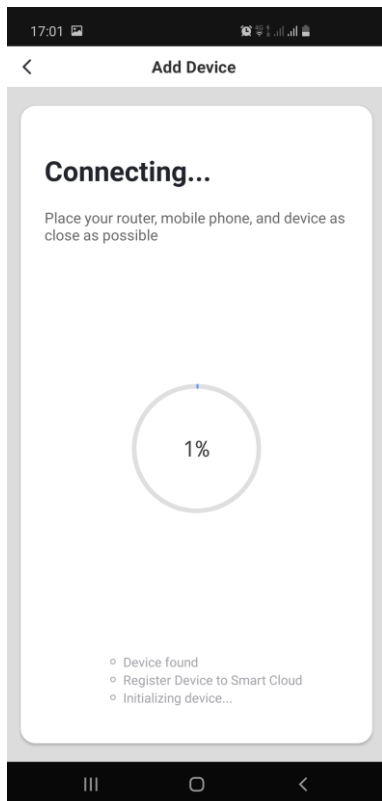 17:01
Add Device
Connecting...
Place your router, mobile phone, and device as
close as possible
1%
Device found
Register Device to Smart Cloud
Initializing device...